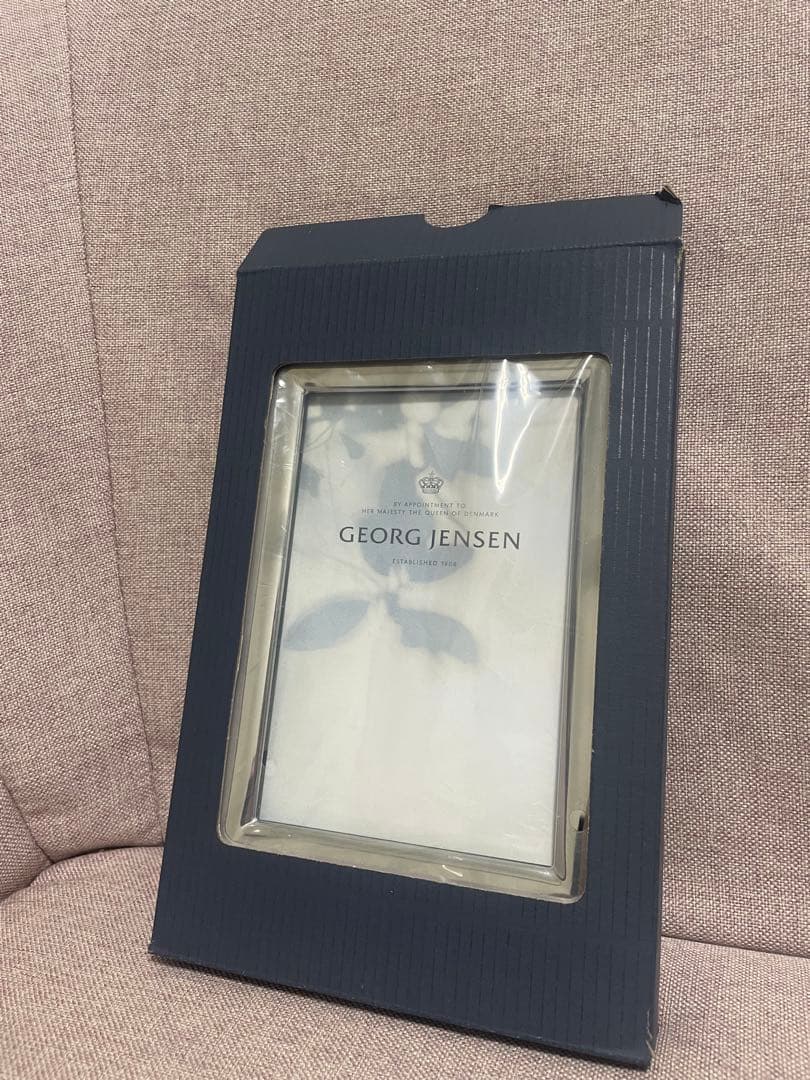 BY APPOINTMENT TO
HER MAJESTY THE QUEEN OF DENMARK
GEORG JENSEN
ESTABLISHED 1904